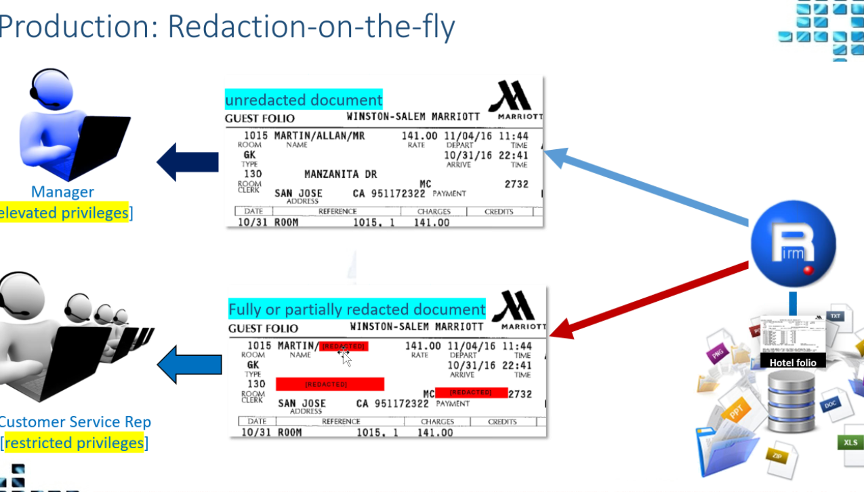 Production: Redaction-on-the-fly
unredacted document
MARRIOTT
GUEST FOLIO WINSTON-SALEM MARRIOTT
1015 MARTIN/ALLAN/MR 141.00 11/04/16 11:44
ROOM NAME RATE DEPART TIME
GK 10/31/16 22:41
TYPE ARRIVE TIME
130 MANZANITA DR
ROOM CLERK MC 2732
SAN JOSE CA 951172322 PAYMENT
ADDRESS
DATE REFERENCE CHARGES CREDITS
10/31 ROOM 1015, 1 141.00
Manager
elevated privileges]
Fully or partially redacted document
MARRIOTT
GUEST FOLIO WINSTON-SALEM MARRIOTT
1015 MARTIN/[REDACTED] 141.00 11/04/16 11:44
ROOM NAME RATE DEPART TIME
GK 10/31/16 22:41
TYPE ARRIVE TIME
130 [REDACTED]
ROOM CLERK MC [REDACTED] 2732
SAN JOSE CA 951172322 PAYMENT
ADDRESS
DATE REFERENCE CHARGES CREDITS
10/31 ROOM 1015, 1 141.00
Customer Service Rep
[restricted privileges]
R
irm
Hotel folio
TXT
PNG
DOC
PPT
XLS
ZIP